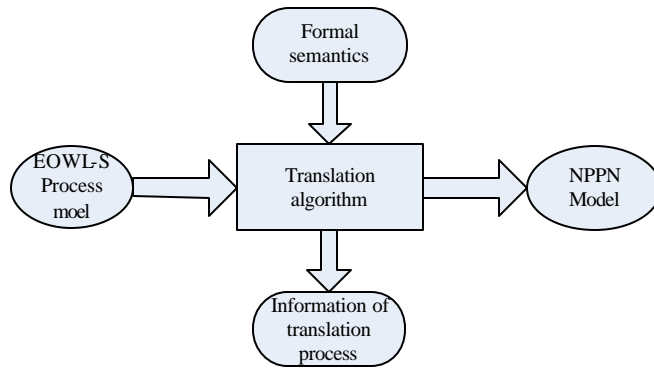 Formal
semantics
EOWL-S
Process
moel
Translation
algorithm
NPPN
Model
Information of
translation
process